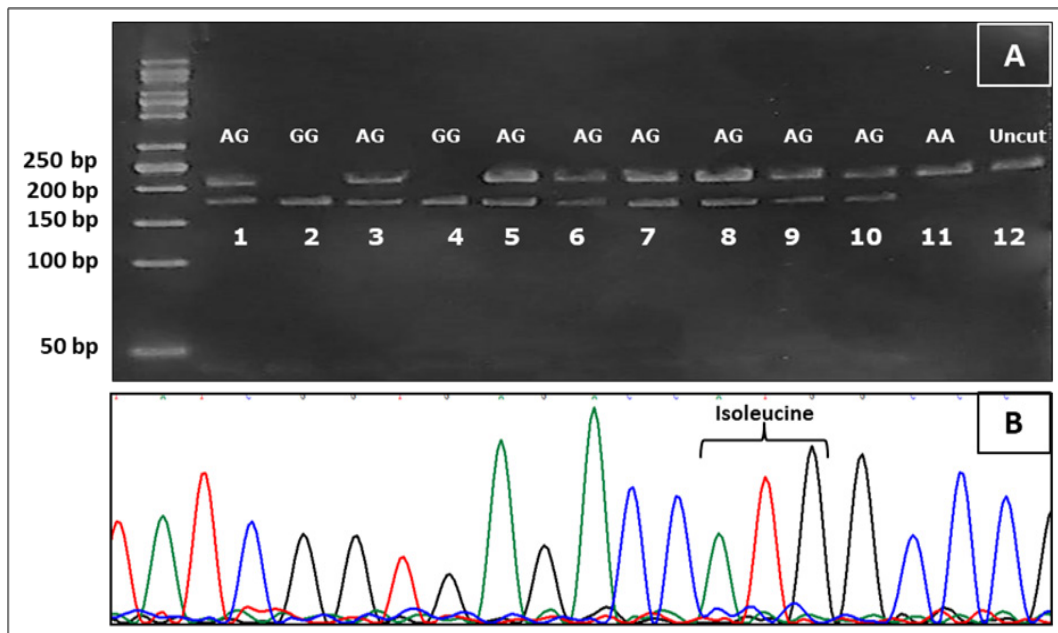 A
AG GG AG GG AG AG AG AG AG AG AA Uncut
250 bp
200 bp
150 bp
1 2 3 4 5 6 7 8 9 10 11 12
100 bp
50 bp
B
Isoleucine